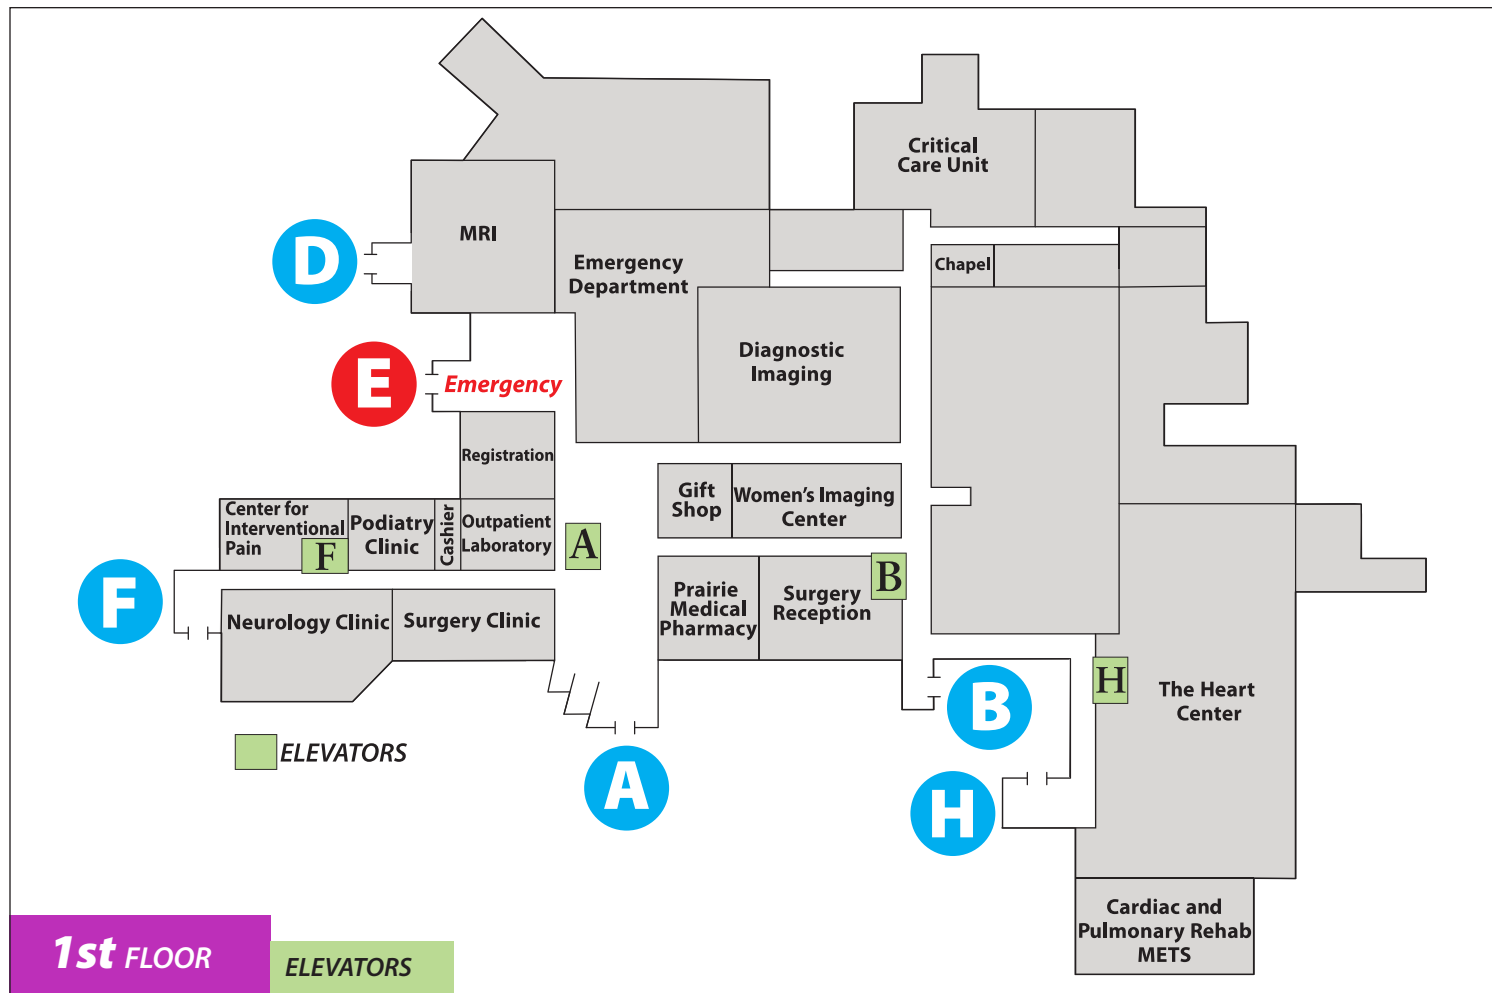 Critical
Care Unit
MRI
D
Emergency
Department
Chapel
Diagnostic
Imaging
E
Emergency
Registration
Gift
Shop
Women's Imaging
Center
Center for
Interventional
Pain
F
Podiatry
Clinic
Cashier
Outpatient
Laboratory
A
B
F
Neurology Clinic
Surgery Clinic
Prairie
Medical
Pharmacy
Surgery
Reception
H
The Heart
Center
B
ELEVATORS
A
H
Cardiac and
Pulmonary Rehab
METS
1st FLOOR
ELEVATORS